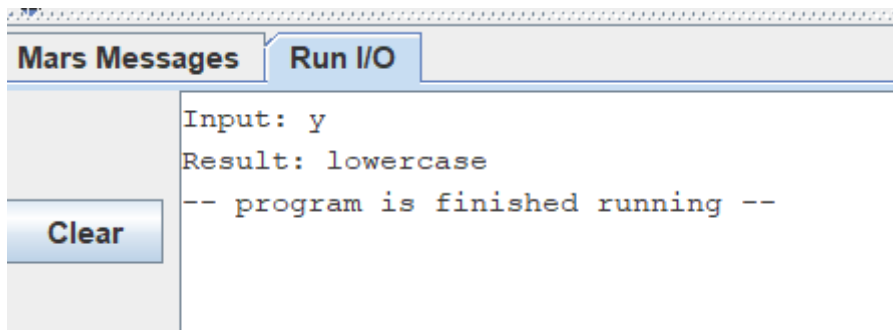 Mars Messages
Run I/O
Input: y
Result: lowercase
-- program is finished running --
Clear